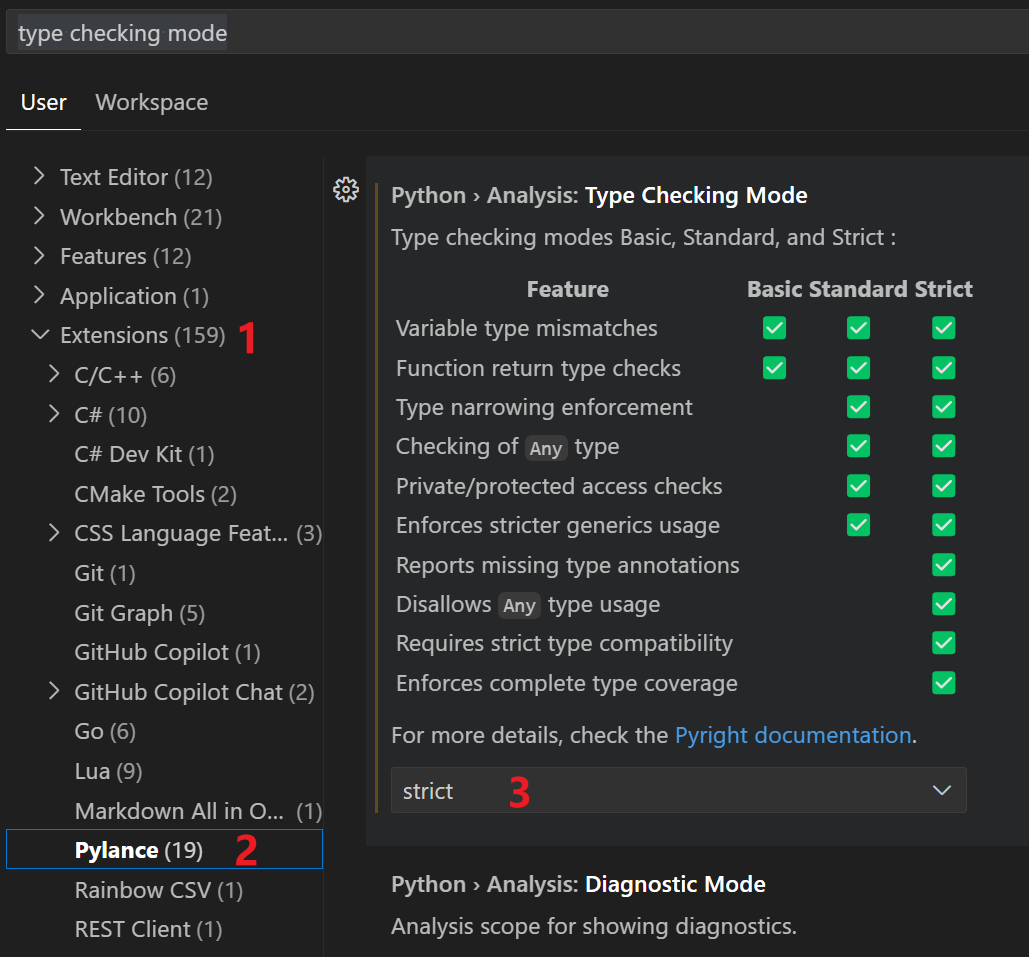 type checking mode
User Workspace
Text Editor (12)
Workbench (21)
Features (12)
Application (1)
Extensions (159) 1
C/C++ (6)
C# (10)
C# Dev Kit (1)
CMake Tools (2)
CSS Language Feat... (3)
Git (1)
Git Graph (5)
GitHub Copilot (1)
GitHub Copilot Chat (2)
Go (6)
Lua (9)
Markdown All in O... (1)
Pylance (19) 2
Rainbow CSV (1)
REST Client (1)
Python › Analysis: Type Checking Mode
Type checking modes Basic, Standard, and Strict :
Feature Basic Standard Strict
Variable type mismatches ✅ ✅ ✅
Function return type checks ✅ ✅ ✅
Type narrowing enforcement ✅ ✅
Checking of Any type ✅ ✅
Private/protected access checks ✅ ✅
Enforces stricter generics usage ✅ ✅
Reports missing type annotations ✅
Disallows Any type usage ✅
Requires strict type compatibility ✅
Enforces complete type coverage ✅
For more details, check the Pyright documentation.
strict 3
Python › Analysis: Diagnostic Mode
Analysis scope for showing diagnostics.